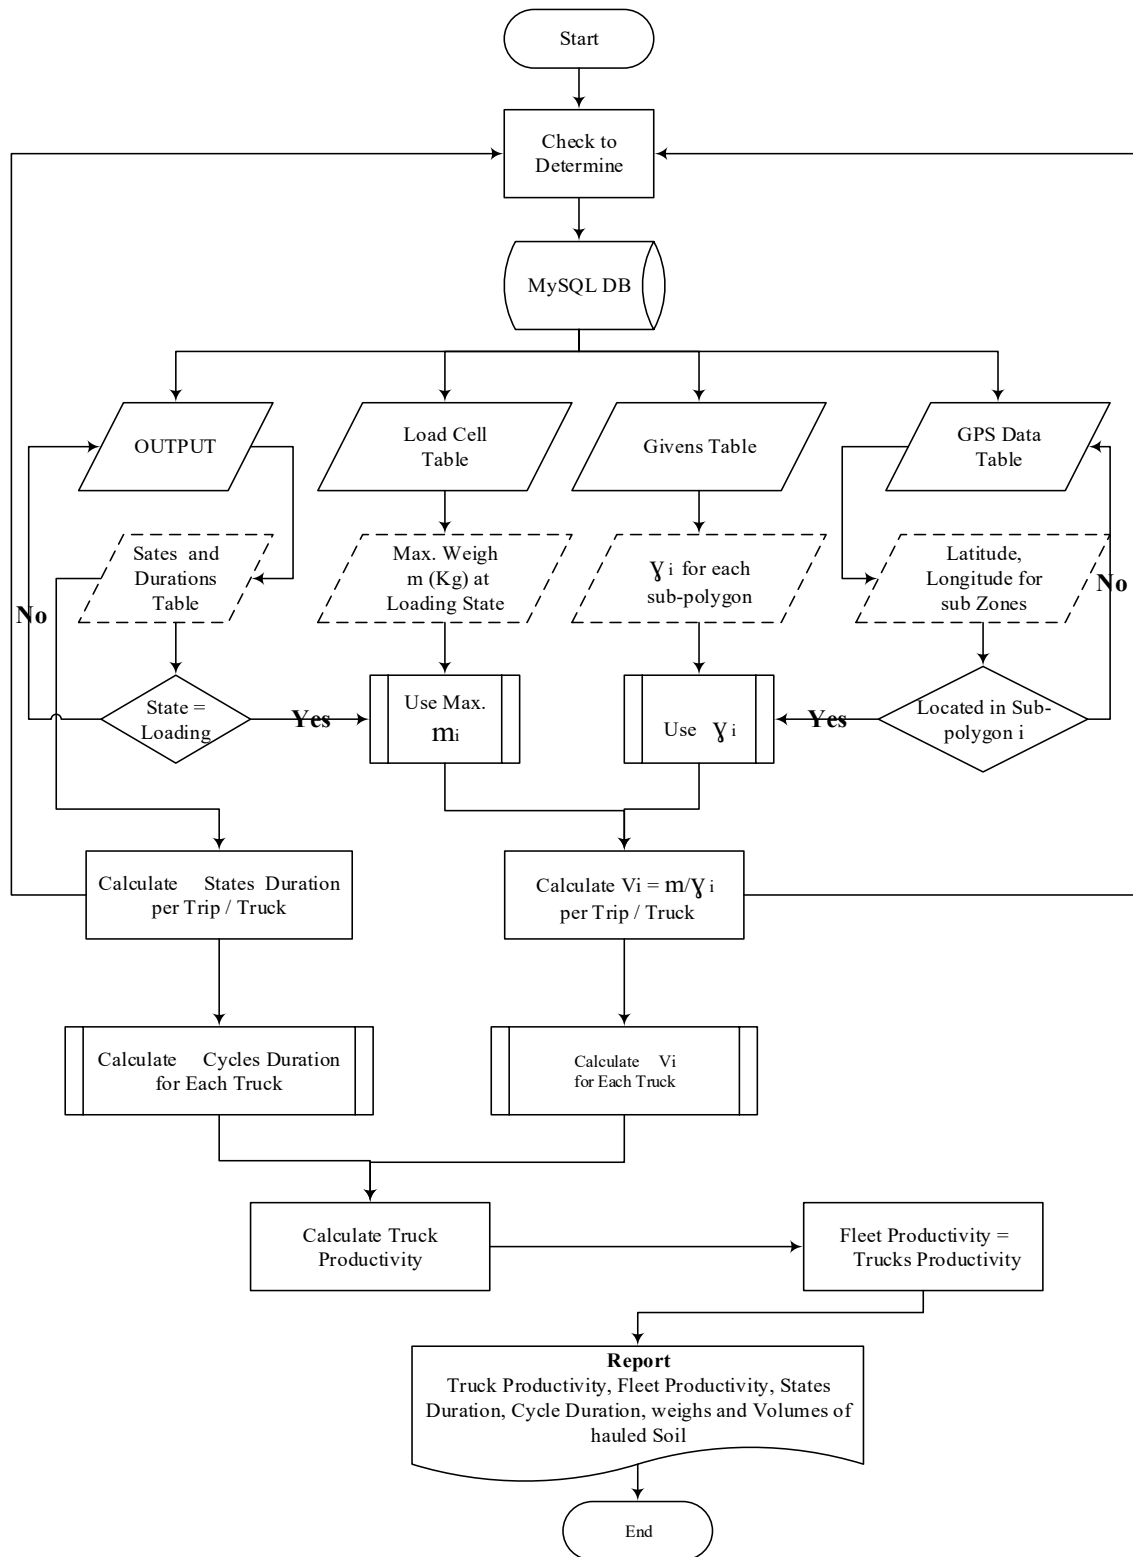 Start
Check to
Determine
MySQL DB
OUTPUT
Load Cell
Table
Givens Table
GPS Data
Table
Sates and
Durations
Table
Max. Weigh
m (Kg) at
Loading State
Ɣ i for each
sub-polygon
Latitude,
Longitude for
sub Zones
No
No
State =
Loading
Yes
Use Max.
mi
Use Ɣ i
Yes
Located in Sub-
polygon i
Calculate States Duration
per Trip / Truck
Calculate Vi = m/Ɣ i
per Trip / Truck
Calculate Cycles Duration
for Each Truck
Calculate Vi
for Each Truck
Calculate Truck
Productivity
Fleet Productivity =
Trucks Productivity
Report
Truck Productivity, Fleet Productivity, States
Duration, Cycle Duration, weighs and Volumes of
hauled Soil
End